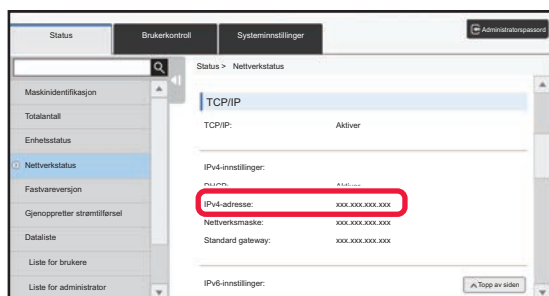 Status
Brukerkontroll
Systeminnstillinger
Administratorspassord
Status > Nettverkstatus
Maskinidentifikasjon
Totalantall
Enhetsstatus
Nettverkstatus
Fastvareversjon
Gjenoppretter strømtilførsel
Dataliste
Liste for brukere
Liste for administrator
TCP/IP
TCP/IP: Aktiver
IPv4-innstillinger:
DHCP: Aktiver
IPv4-adresse: xxx.xxx.xxx.xxx
Nettverksmaske: xxx.xxx.xxx.xxx
Standard gateway: xxx.xxx.xxx.xxx
IPv6-innstillinger:
Topp av siden